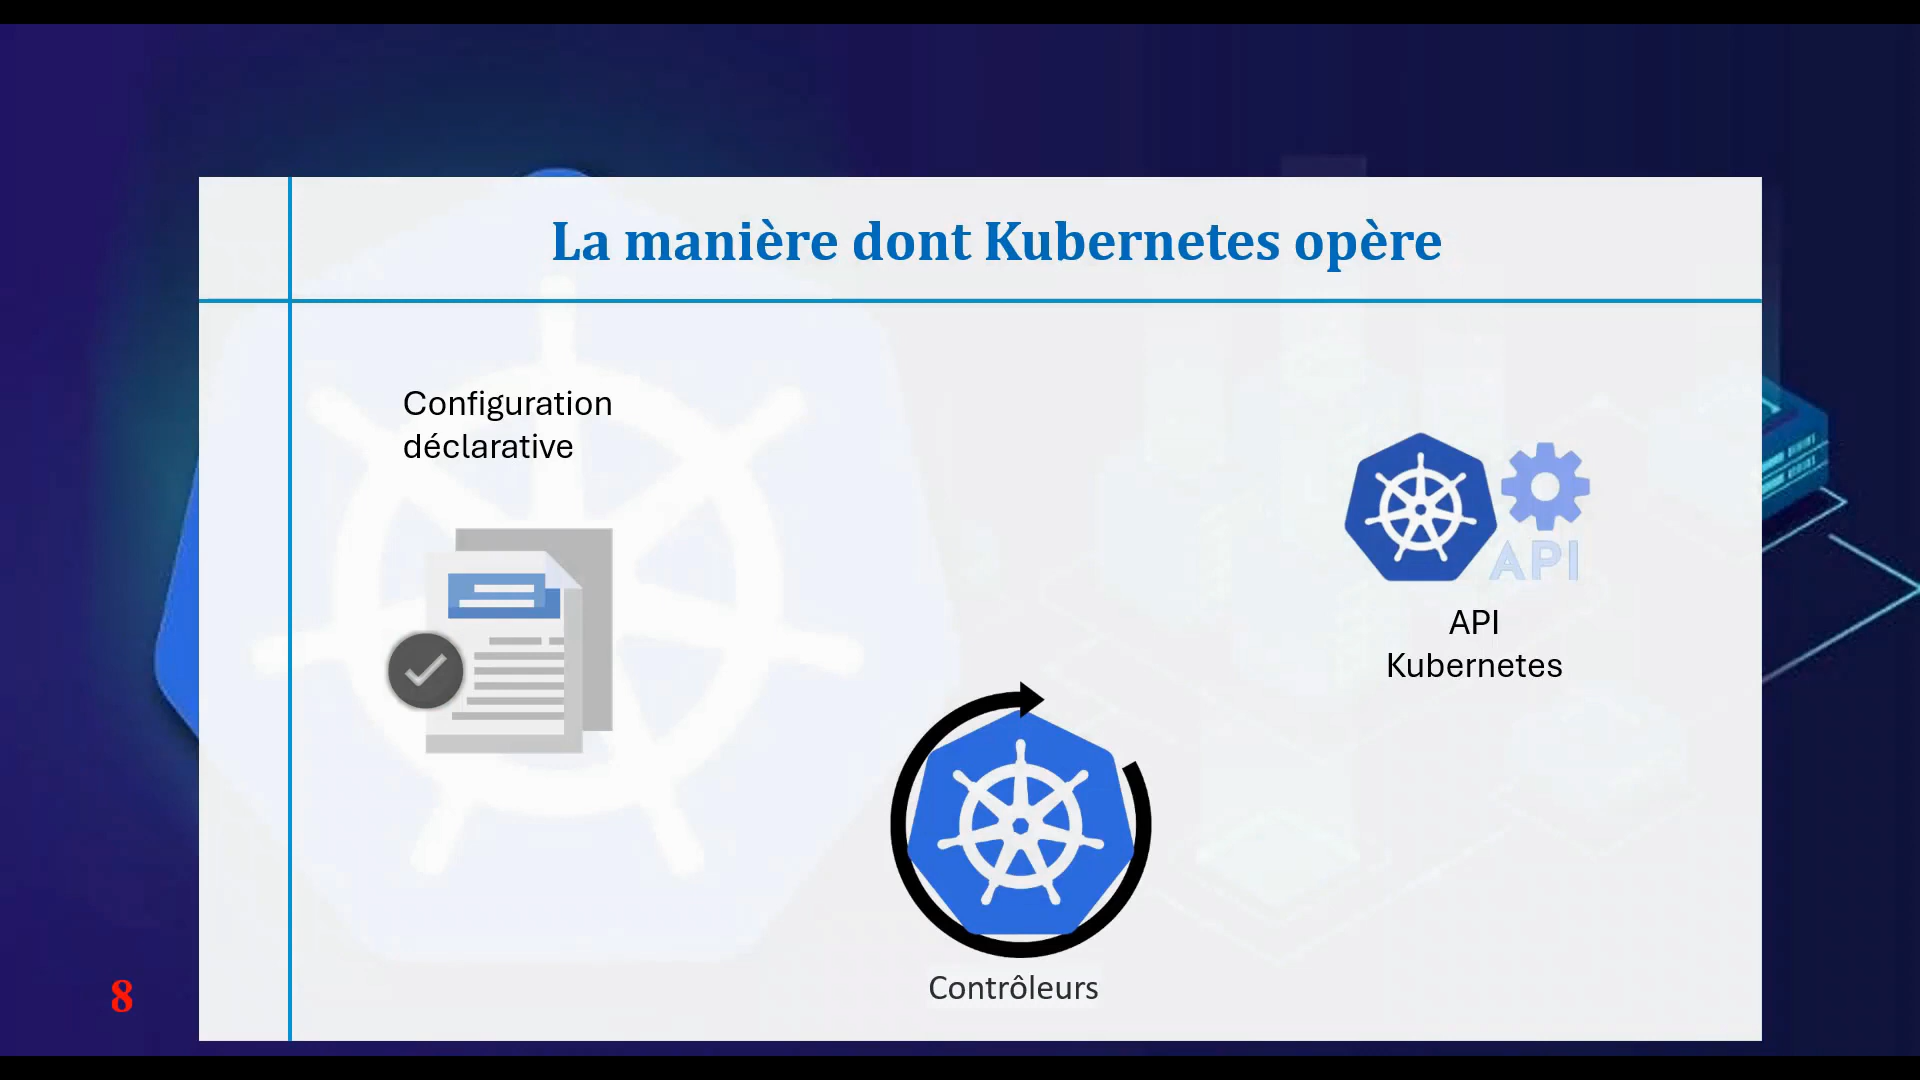 La manière dont Kubernetes opère
Configuration
déclarative
API
API
Kubernetes
Contrôleurs
8